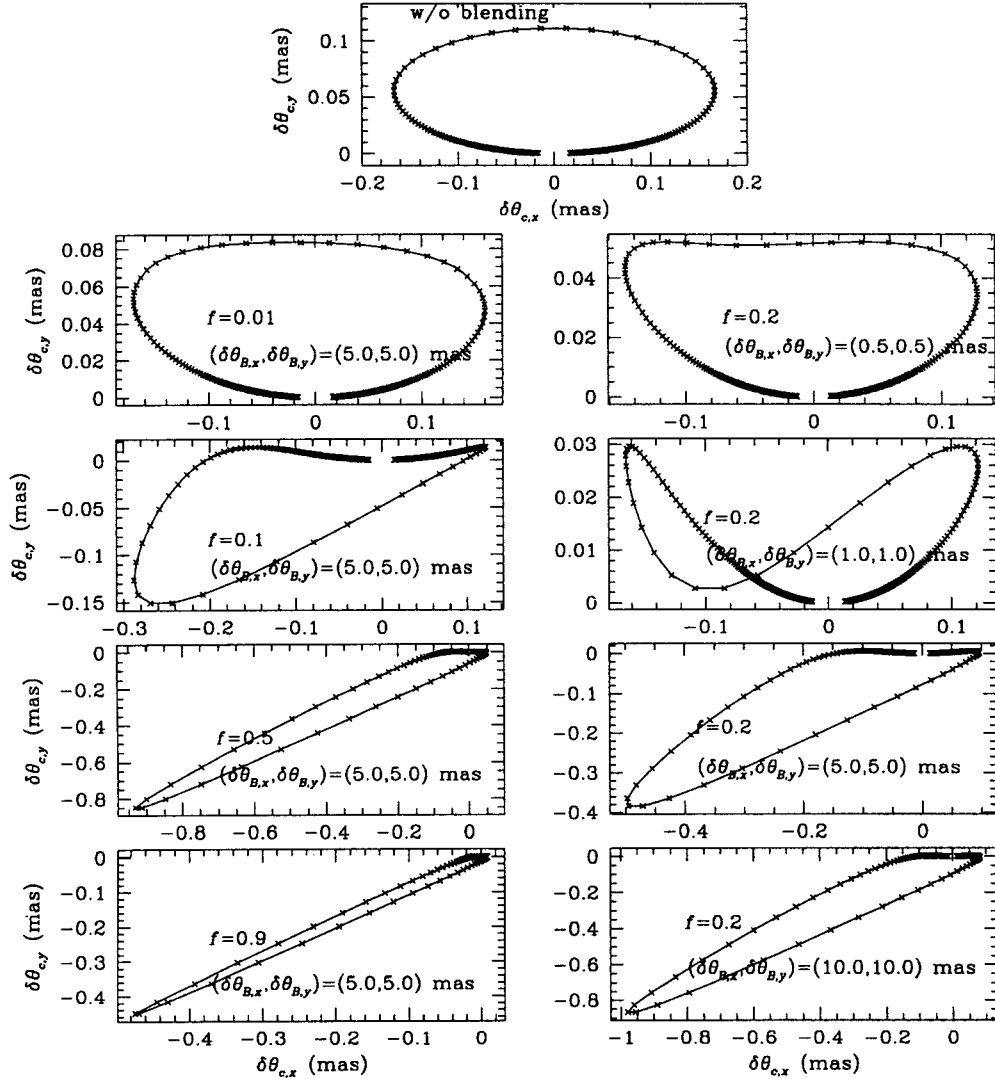 w/o blending
0.1
0.05
0
δθc,y (mas)
−0.2 −0.1 0 0.1 0.2
δθc,x (mas)
0.08
0.06
0.04
0.02
0
δθc,y (mas)
f=0.01
(δθB,x,δθB,y)=(5.0,5.0) mas
−0.1 0 0.1
0.04
0.02
0
f=0.2
(δθB,x,δθB,y)=(0.5,0.5) mas
−0.1 0 0.1
0
−0.05
−0.1
−0.15
δθc,y (mas)
f=0.1
(δθB,x,δθB,y)=(5.0,5.0) mas
−0.3 −0.2 −0.1 0 0.1
0.03
0.02
0.01
0
f=0.2
(δθB,x,δθB,y)=(1.0,1.0) mas
−0.1 0 0.1
0
−0.2
−0.4
−0.6
−0.8
δθc,y (mas)
f=0.5
(δθB,x,δθB,y)=(5.0,5.0) mas
−0.8 −0.6 −0.4 −0.2 0
0
−0.1
−0.2
−0.3
−0.4
f=0.2
(δθB,x,δθB,y)=(5.0,5.0) mas
−0.4 −0.2 0
0
−0.1
−0.2
−0.3
−0.4
δθc,y (mas)
f=0.9
(δθB,x,δθB,y)=(5.0,5.0) mas
−0.4 −0.3 −0.2 −0.1 0
δθc,x (mas)
0
−0.2
−0.4
−0.6
−0.8
f=0.2
(δθB,x,δθB,y)=(10.0,10.0) mas
−1 −0.8 −0.6 −0.4 −0.2 0
δθc,x (mas)